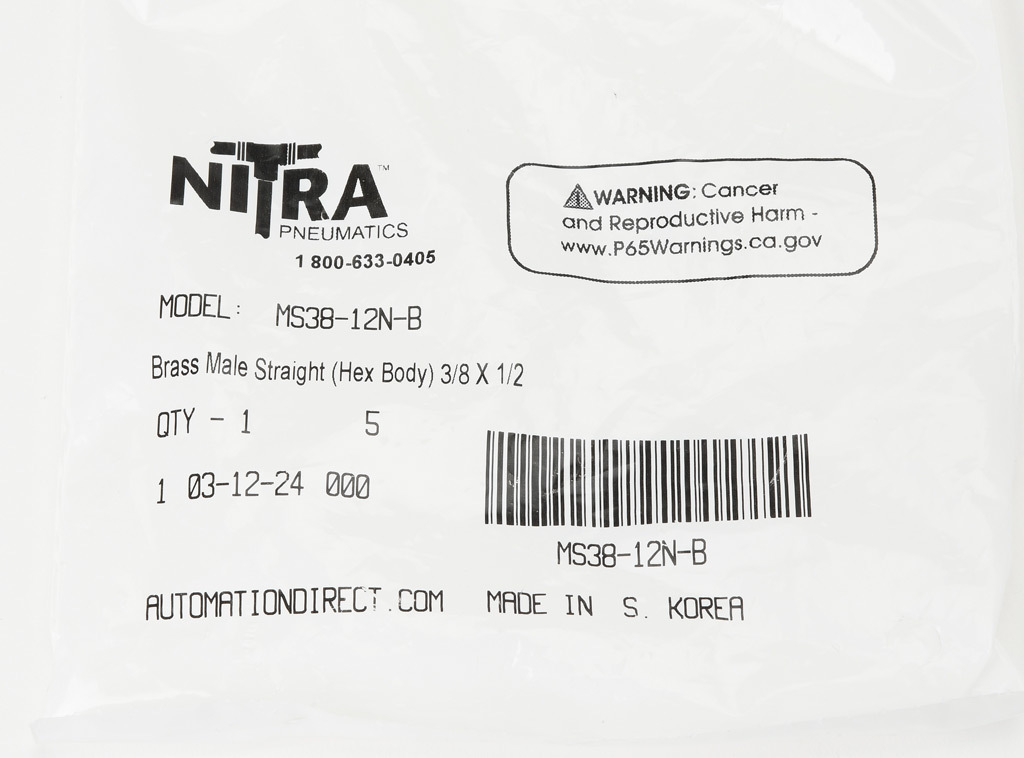 NITRA™
PNEUMATICS
1 800-633-0405
WARNING: Cancer
and Reproductive Harm -
www.P65Warnings.ca.gov
MODEL: MS38-12N-B
Brass Male Straight (Hex Body) 3/8 X 1/2
QTY - 1 5
1 03-12-24 000
MS38-12N-B
AUTOMATIONDIRECT.COM MADE IN S. KOREA